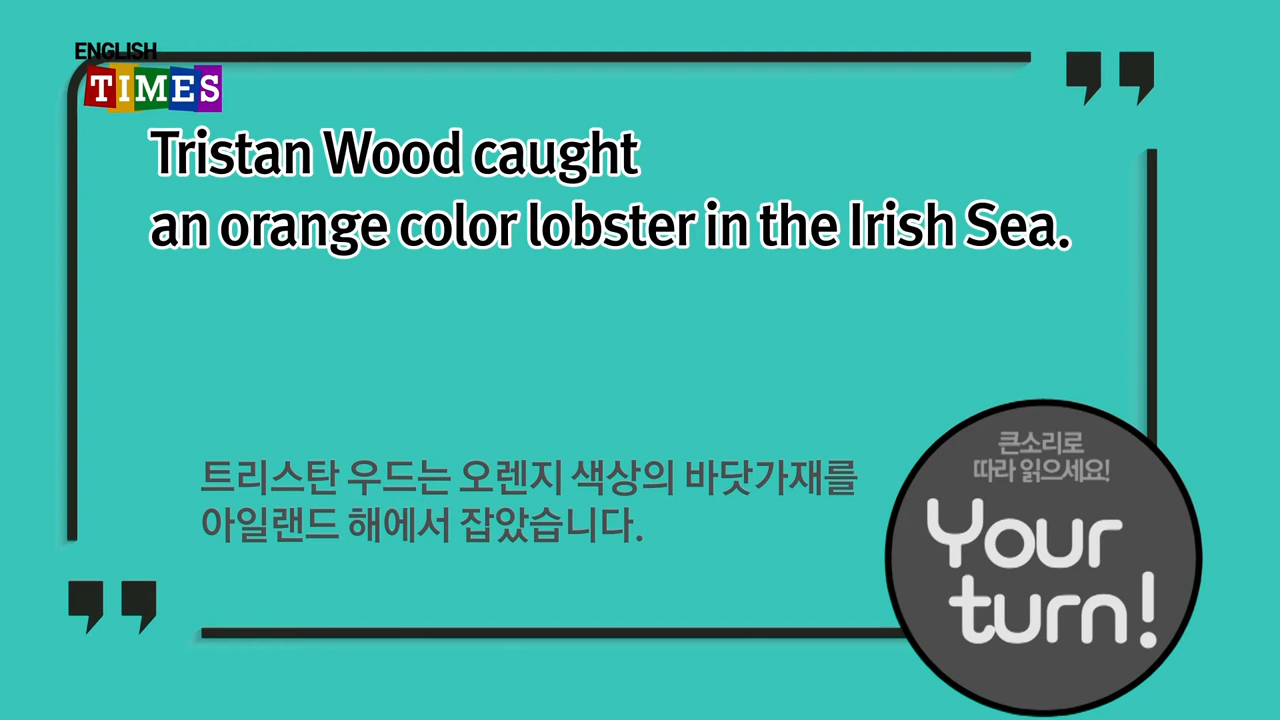 ENGLISH
TIMES
Tristan Wood caught
an orange color lobster in the Irish Sea.
트리스탄 우드는 오렌지 색상의 바닷가재를
아일랜드 해에서 잡았습니다.
큰소리로
따라 읽으세요!
Your
turn!